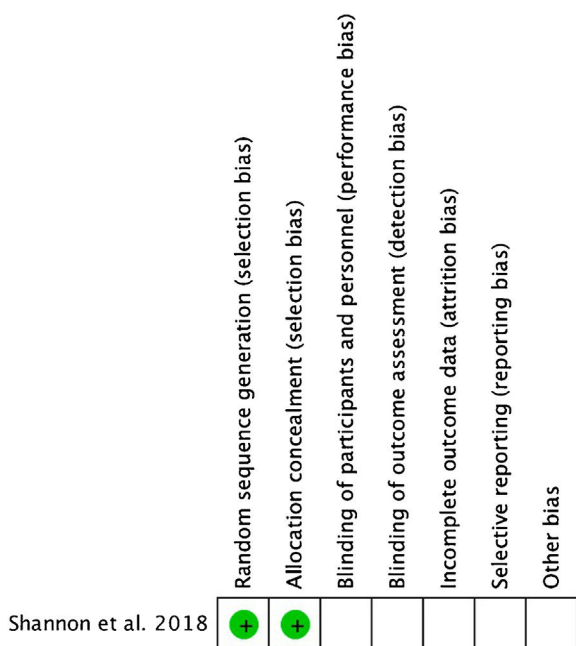 Random sequence generation (selection bias)
Allocation concealment (selection bias)
Blinding of participants and personnel (performance bias)
Blinding of outcome assessment (detection bias)
Incomplete outcome data (attrition bias)
Selective reporting (reporting bias)
Other bias
Shannon et al. 2018 + +